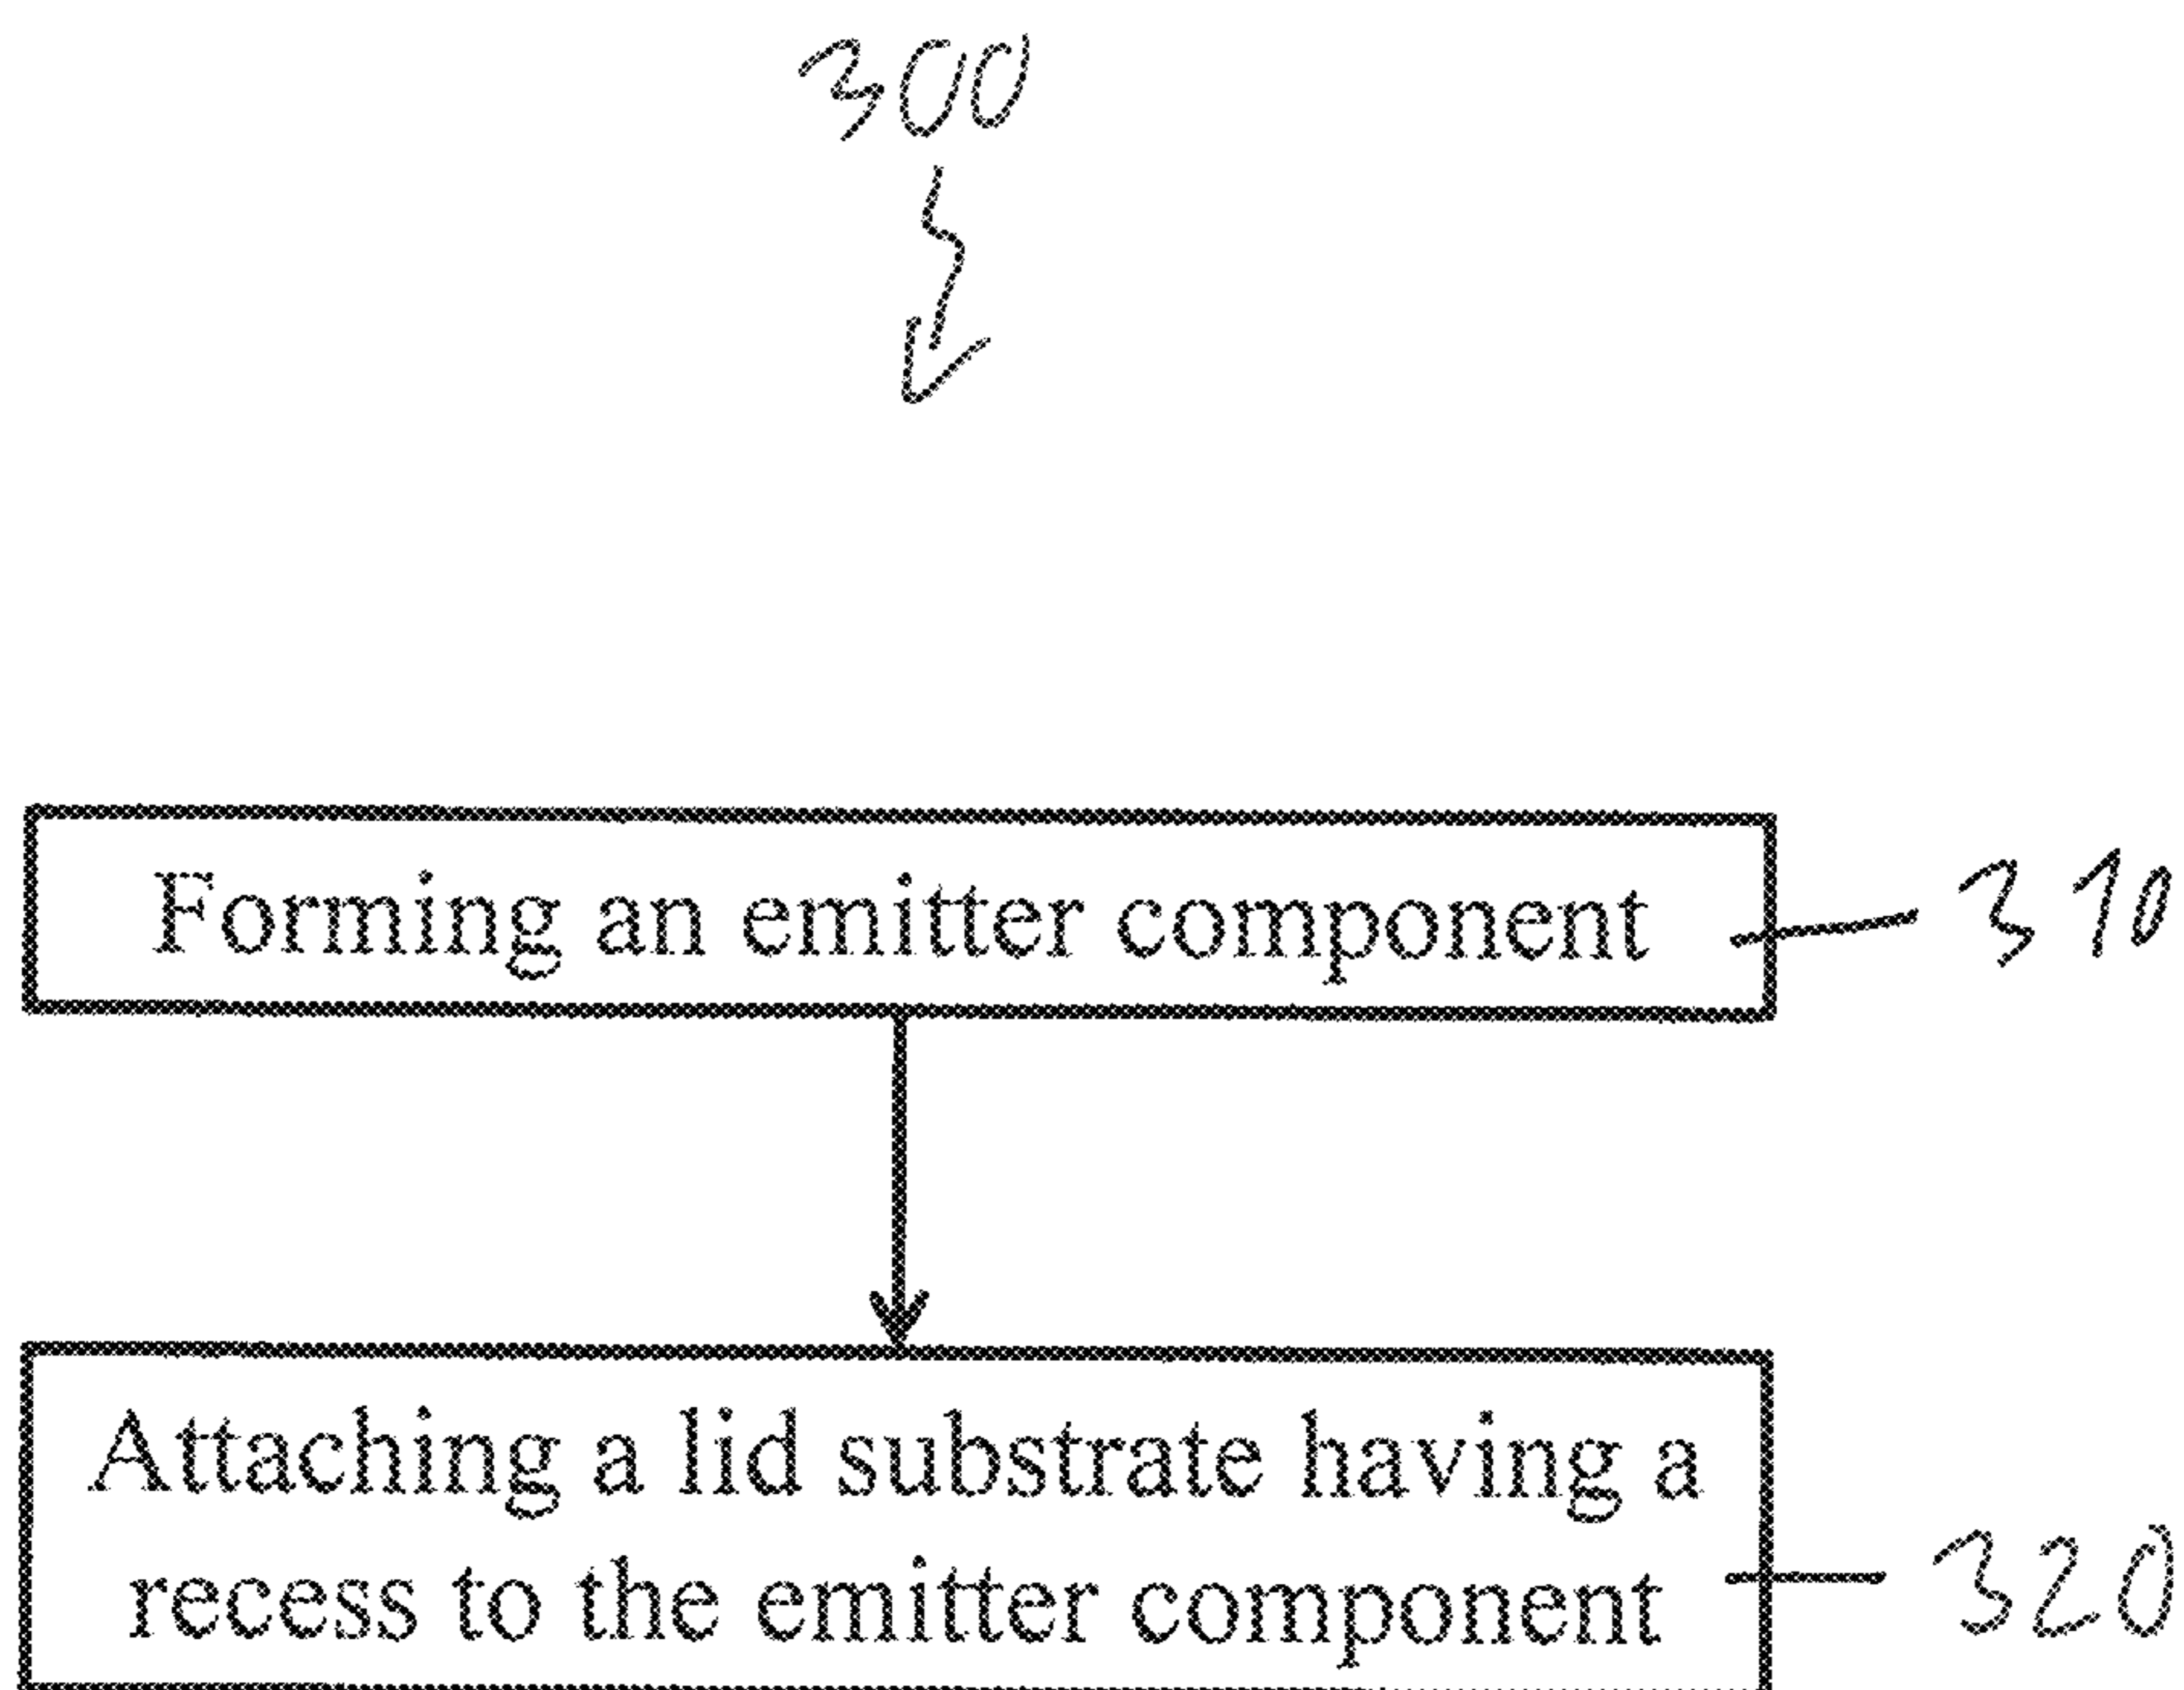 300
Forming an emitter component
310
Attaching a lid substrate having a
recess to the emitter component
320